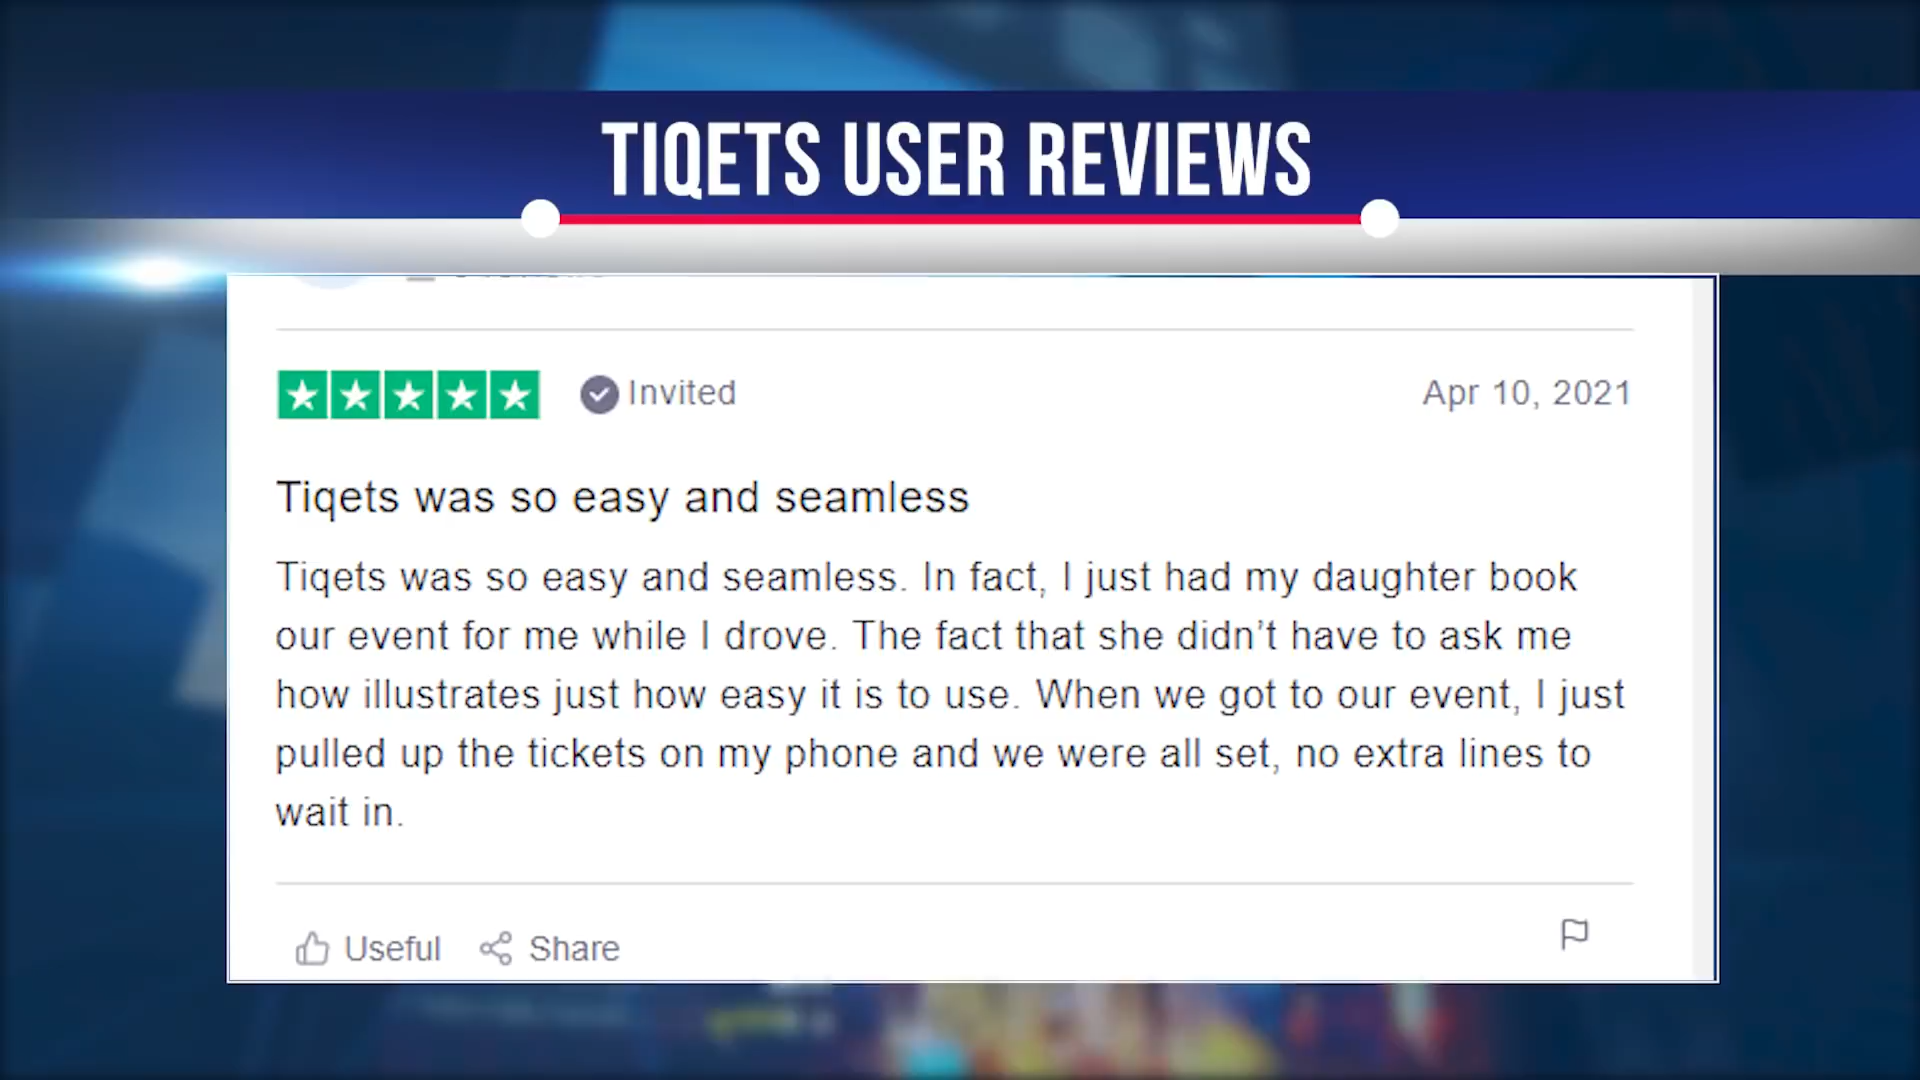 TIQETS USER REVIEWS
Invited
Apr 10, 2021
Tiqets was so easy and seamless
Tiqets was so easy and seamless. In fact, I just had my daughter book
our event for me while I drove. The fact that she didn’t have to ask me
how illustrates just how easy it is to use. When we got to our event, I just
pulled up the tickets on my phone and we were all set, no extra lines to
wait in.
Useful
Share